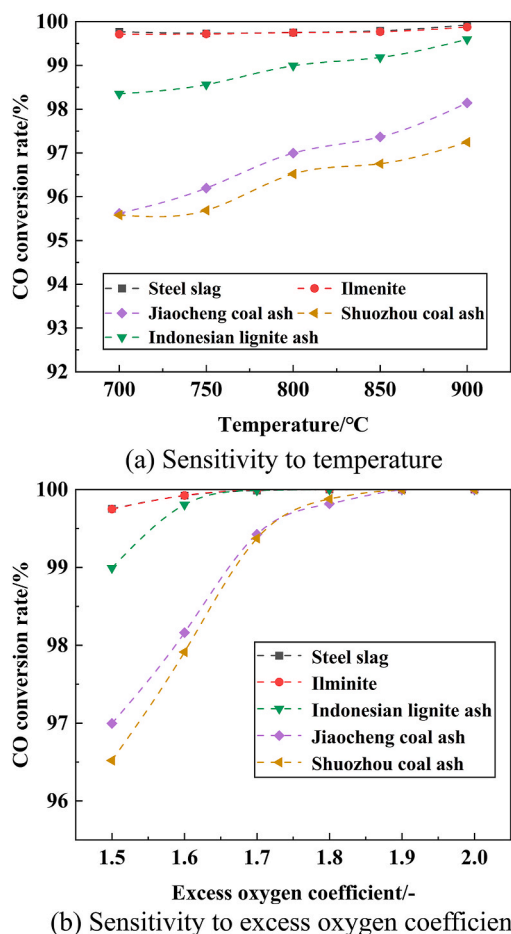 100
99
98
97
96
95
94
93
92
CO conversion rate/%
Steel slag
Ilmenite
Jiaocheng coal ash
Shuozhou coal ash
Indonesian lignite ash
700
750
800
850
900
Temperature/°C
(a) Sensitivity to temperature
100
99
98
97
96
CO conversion rate/%
Steel slag
Ilminite
Indonesian lignite ash
Jiaocheng coal ash
Shuozhou coal ash
1.5
1.6
1.7
1.8
1.9
2.0
Excess oxygen coefficient/-
(b) Sensitivity to excess oxygen coefficien